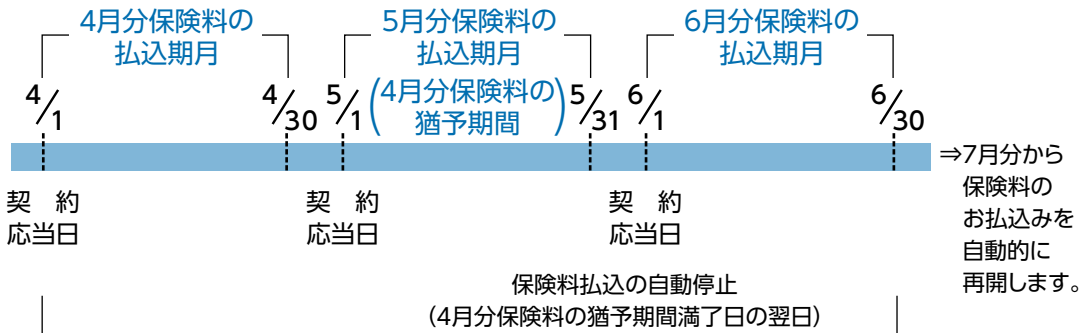 4月分保険料の
払込期月
5月分保険料の
払込期月
6月分保険料の
払込期月
4/1
4/30
5/1
(4月分保険料の
猶予期間)
5/31
6/1
6/30
契 約
応当日
契 約
応当日
契 約
応当日
⇒7月分から
保険料の
お払込みを
自動的に
再開します。
保険料払込の自動停止
（4月分保険料の猶予期間満了日の翌日）